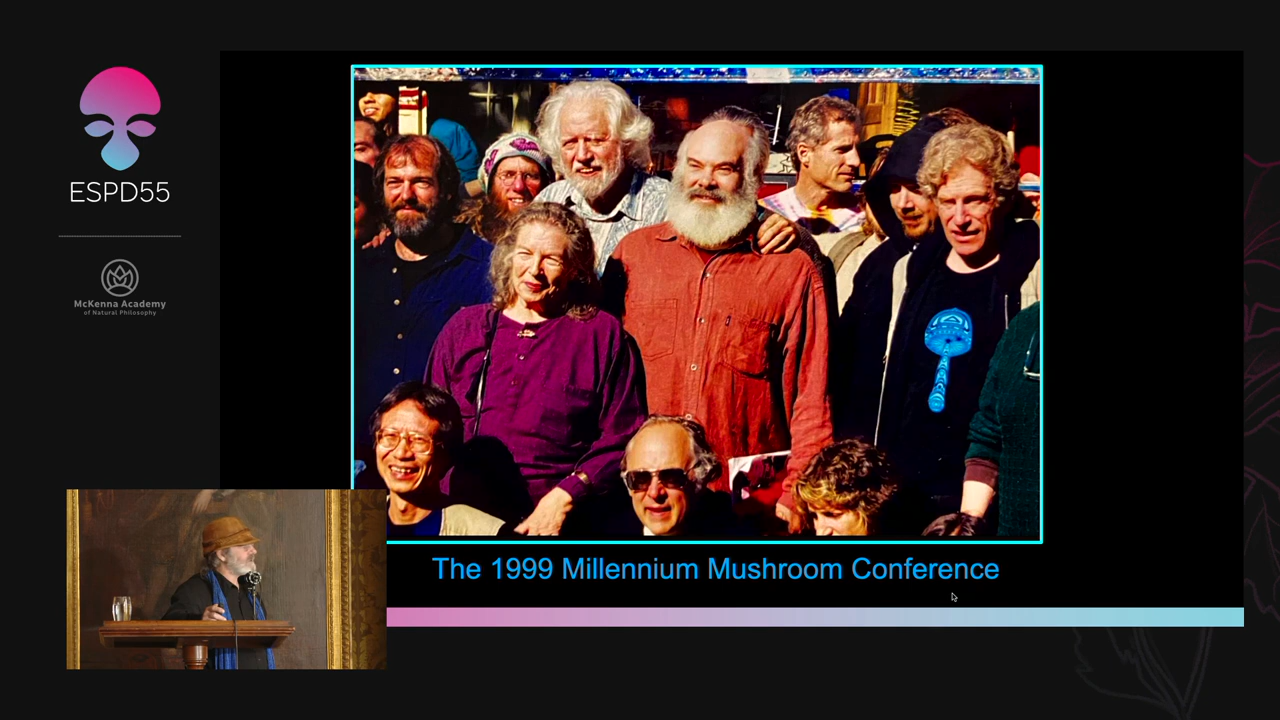 ESPD55
McKenna Academy
of Natural Philosophy
The 1999 Millennium Mushroom Conference